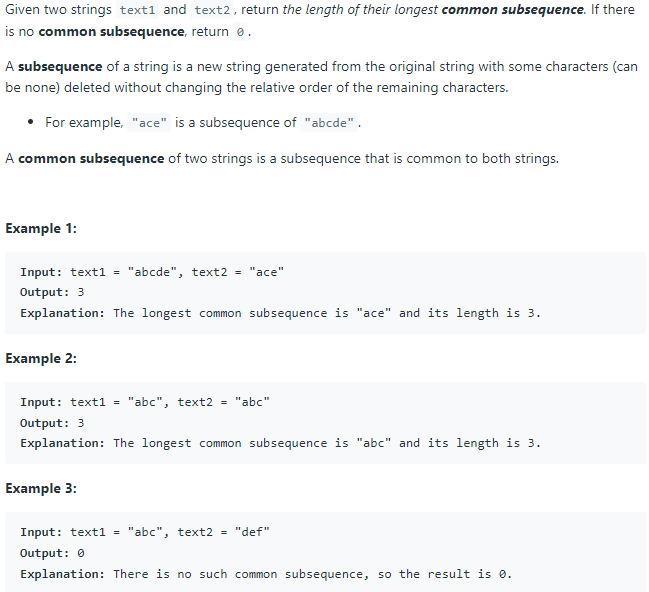 Given two strings text1 and text2, return the length of their longest common subsequence. If there
is no common subsequence, return 0.
A subsequence of a string is a new string generated from the original string with some characters (can
be none) deleted without changing the relative order of the remaining characters.
• For example, "ace" is a subsequence of "abcde".
A common subsequence of two strings is a subsequence that is common to both strings.
Example 1:
Input: text1 = "abcde", text2 = "ace"
Output: 3
Explanation: The longest common subsequence is "ace" and its length is 3.
Example 2:
Input: text1 = "abc", text2 = "abc"
Output: 3
Explanation: The longest common subsequence is "abc" and its length is 3.
Example 3:
Input: text1 = "abc", text2 = "def"
Output: 0
Explanation: There is no such common subsequence, so the result is 0.